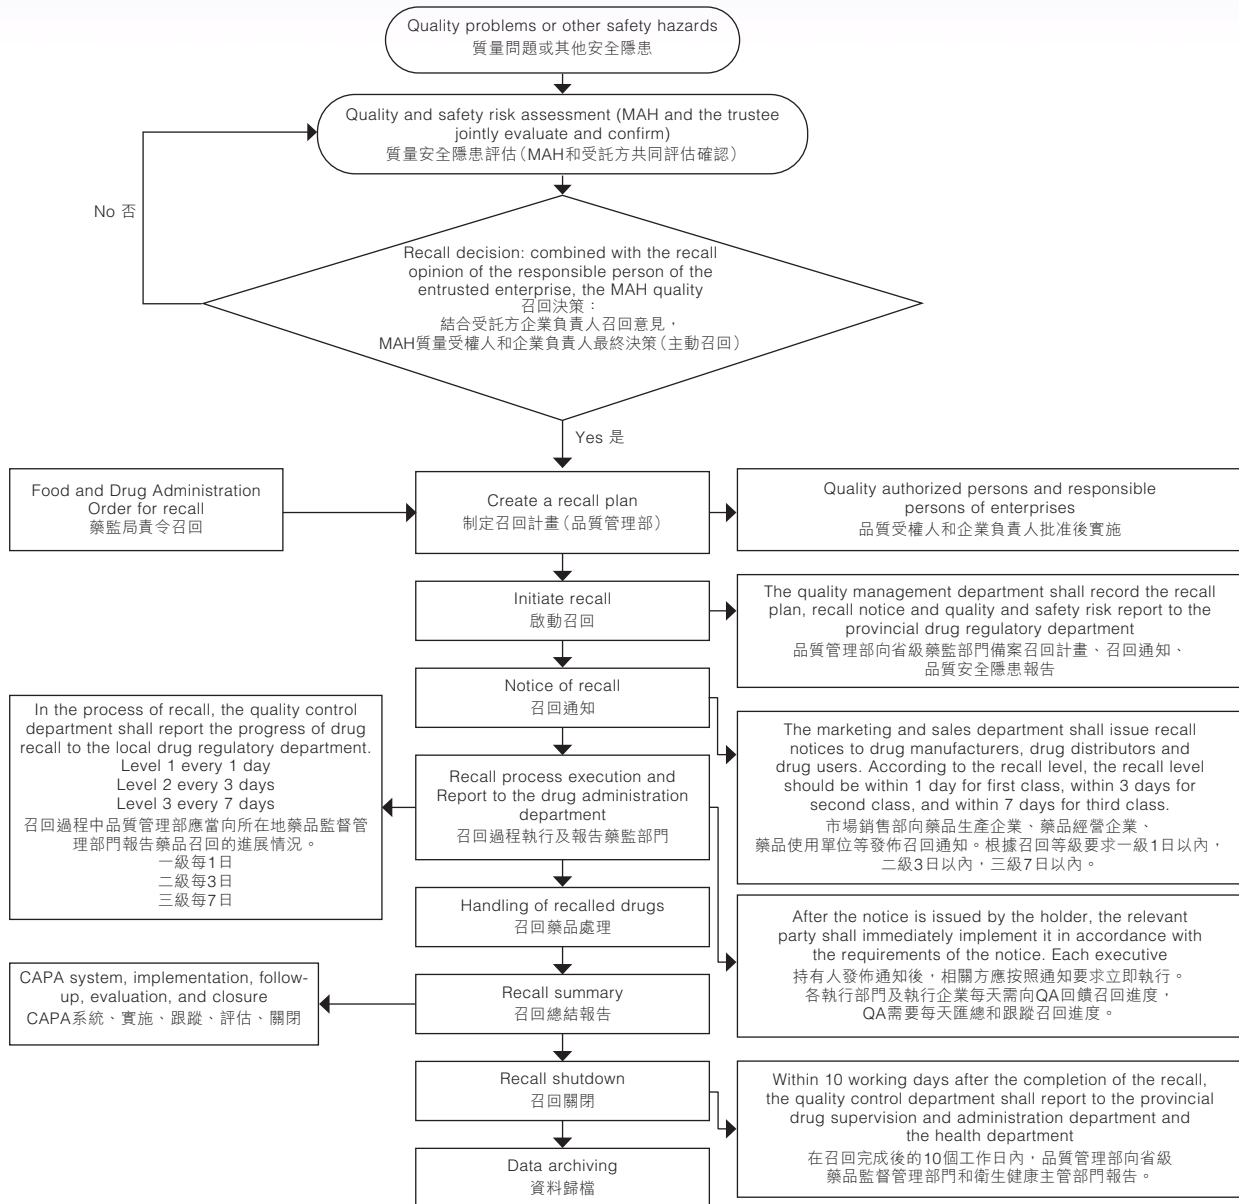 Quality problems or other safety hazards
質量問題或其他安全隱患
Quality and safety risk assessment (MAH and the trustee
jointly evaluate and confirm)
質量安全隱患評估(MAH和受託方共同評估確認)
No 否
Recall decision: combined with the recall
opinion of the responsible person of the
entrusted enterprise, the MAH quality
召回決策：
結合受託方企業負責人召回意見，
MAH質量受權人和企業負責人最終決策(主動召回)
Yes 是
Food and Drug Administration
Order for recall
藥監局責令召回
Create a recall plan
制定召回計畫(品質管理部)
Quality authorized persons and responsible
persons of enterprises
品質受權人和企業負責人批准後實施
Initiate recall
啟動召回
The quality management department shall record the recall
plan, recall notice and quality and safety risk report to the
provincial drug regulatory department
品質管理部向省級藥監部門備案召回計畫、召回通知、
品質安全隱患報告
Notice of recall
召回通知
In the process of recall, the quality control
department shall report the progress of drug
recall to the local drug regulatory department.
Level 1 every 1 day
Level 2 every 3 days
Level 3 every 7 days
召回過程中品質管理部應當向所在地藥品監督管
理部門報告藥品召回的進展情況。
一級每1日
二級每3日
三級每7日
The marketing and sales department shall issue recall
notices to drug manufacturers, drug distributors and
drug users. According to the recall level, the recall level
should be within 1 day for first class, within 3 days for
second class, and within 7 days for third class.
市場銷售部向藥品生產企業、藥品經營企業、
藥品使用單位等發佈召回通知。根據召回等級要求一級1日以內，
二級3日以內，三級7日以內。
Recall process execution and
Report to the drug administration
department
召回過程執行及報告藥監部門
Handling of recalled drugs
召回藥品處理
After the notice is issued by the holder, the relevant
party shall immediately implement it in accordance with
the requirements of the notice. Each executive
持有人發佈通知後，相關方應按照通知要求立即執行。
各執行部門及執行企業每天需向QA回饋召回進度，
QA需要每天匯總和跟蹤召回進度。
CAPA system, implementation, follow-
up, evaluation, and closure
CAPA系統、實施、跟蹤、評估、關閉
Recall summary
召回總結報告
Recall shutdown
召回關閉
Within 10 working days after the completion of the recall,
the quality control department shall report to the provincial
drug supervision and administration department and
the health department
在召回完成後的10個工作日內，品質管理部向省級
藥品監督管理部門和衛生健康主管部門報告。
Data archiving
資料歸檔